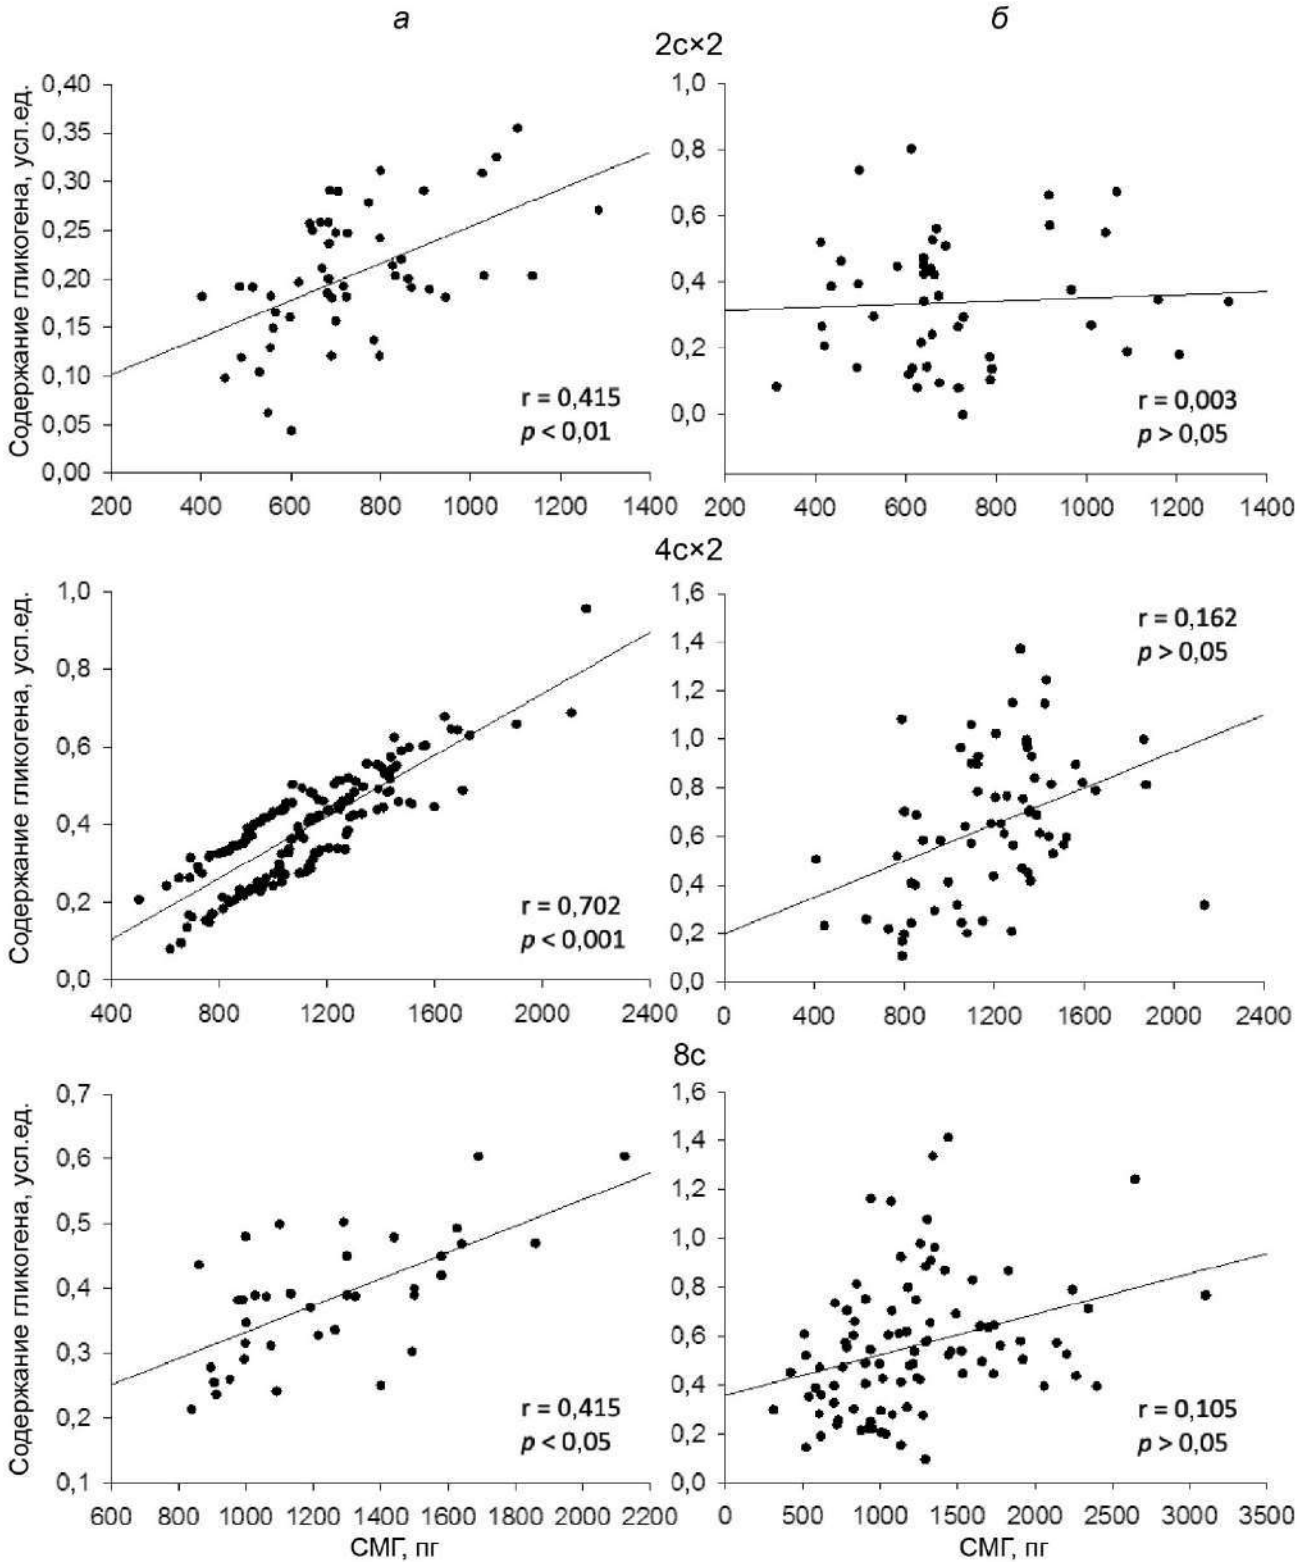 а
б
2с×2
Содержание гликогена, усл.ед.
0,40
0,35
0,30
0,25
0,20
0,15
0,10
0,05
0,00
r = 0,415
p < 0,01
200 400 600 800 1000 1200 1400
1,0
0,8
0,6
0,4
0,2
0,0
r = 0,003
p > 0,05
200 400 600 800 1000 1200 1400
4с×2
Содержание гликогена, усл.ед.
1,0
0,8
0,6
0,4
0,2
0,0
r = 0,702
p < 0,001
400 800 1200 1600 2000 2400
1,6
1,4
1,2
1,0
0,8
0,6
0,4
0,2
0,0
r = 0,162
p > 0,05
0 400 800 1200 1600 2000 2400
8с
Содержание гликогена, усл.ед.
0,7
0,6
0,5
0,4
0,3
0,2
0,1
r = 0,415
p < 0,05
600 800 1000 1200 1400 1600 1800 2000 2200
СМГ, пг
1,6
1,4
1,2
1,0
0,8
0,6
0,4
0,2
0,0
r = 0,105
p > 0,05
0 500 1000 1500 2000 2500 3000 3500
СМГ, пг